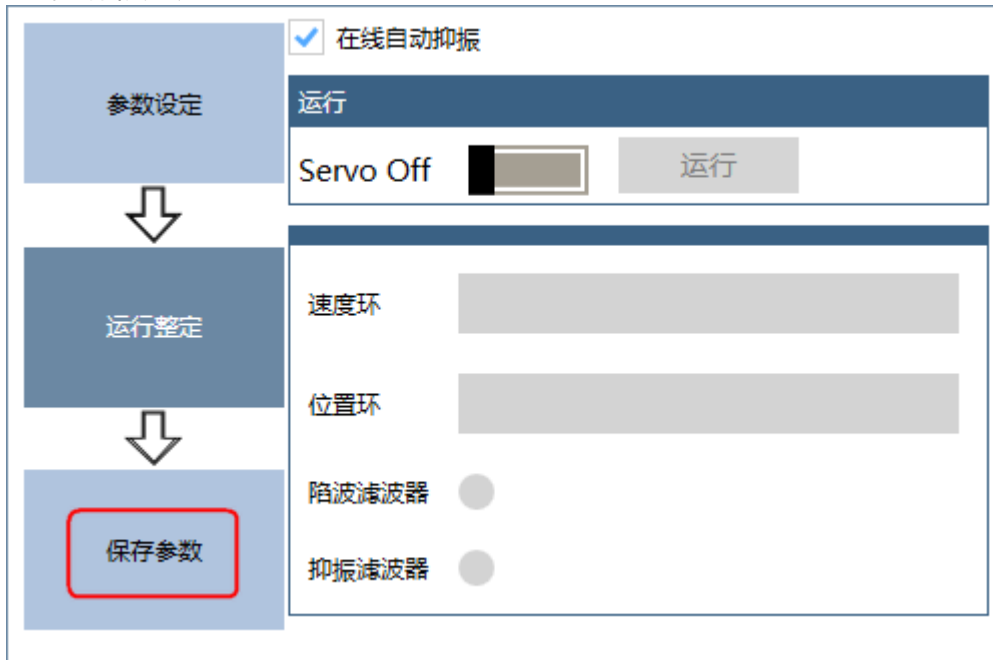 参数设定
运行整定
保存参数
在线自动抑振
运行
Servo Off
运行
速度环
位置环
陷波滤波器
抑振滤波器